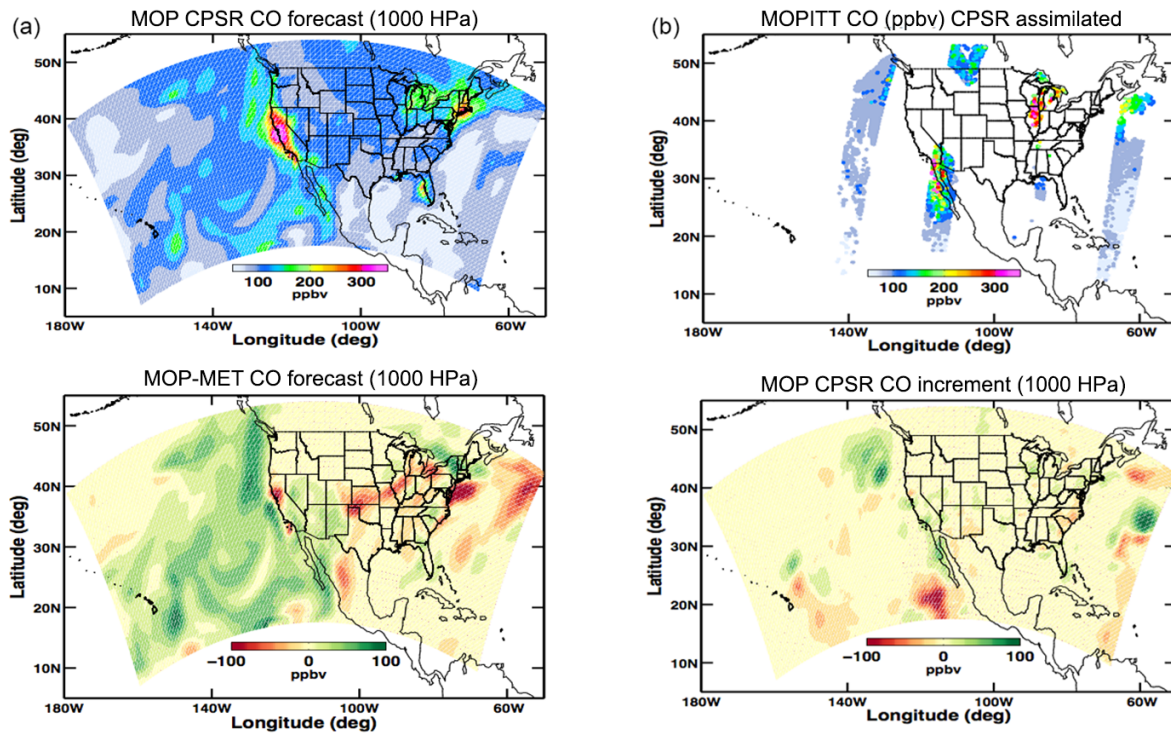 (a)
MOP CPSR CO forecast (1000 HPa)
Latitude (deg)
50N
40N
30N
20N
10N
100 200 300
ppbv
180W 140W 100W 60W
Longitude (deg)
(b)
MOPITT CO (ppbv) CPSR assimilated
Latitude (deg)
50N
40N
30N
20N
10N
100 200 300
ppbv
180W 140W 100W 60W
Longitude (deg)
MOP-MET CO forecast (1000 HPa)
Latitude (deg)
50N
40N
30N
20N
10N
−100 0 100
ppbv
180W 140W 100W 60W
Longitude (deg)
MOP CPSR CO increment (1000 HPa)
Latitude (deg)
50N
40N
30N
20N
10N
−100 0 100
ppbv
180W 140W 100W 60W
Longitude (deg)